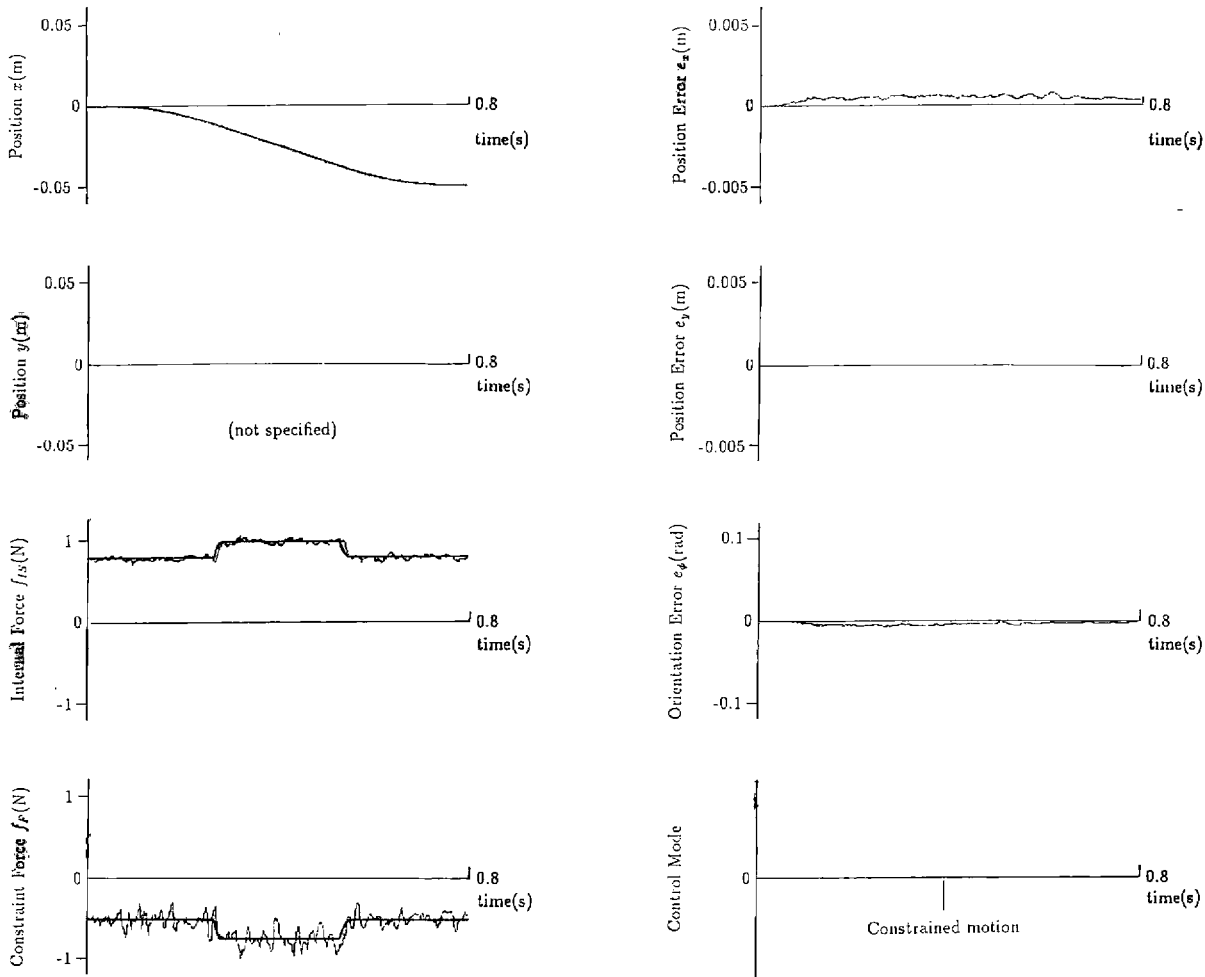 Position x(m)
0.05
0
-0.05
0.8
time(s)
Position Error e_x(m)
0.005
0
-0.005
0.8
time(s)
Position y(m)
0.05
0
-0.05
0.8
time(s)
(not specified)
Position Error e_y(m)
0.005
0
-0.005
0.8
time(s)
Internal Force f_IS(N)
1
0
-1
0.8
time(s)
Orientation Error e_ϕ(rad)
0.1
0
-0.1
0.8
time(s)
Constraint Force f_P(N)
1
0
-1
0.8
time(s)
Control Mode
0
0.8
time(s)
Constrained motion